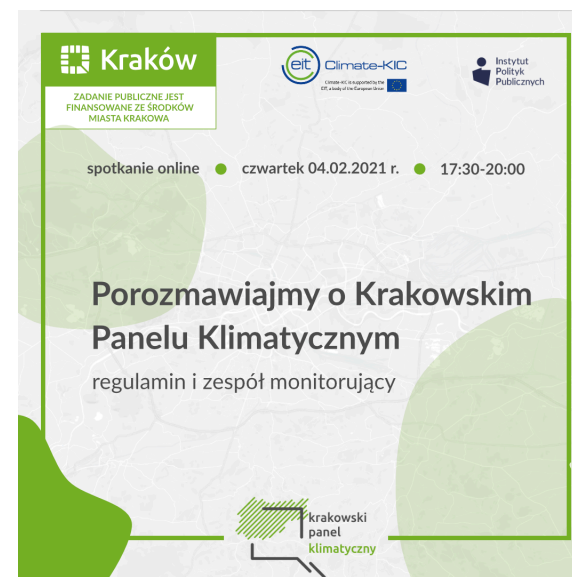 Kraków
ZADANIE PUBLICZNE JEST
FINANSOWANE ZE ŚRODKÓW
MIASTA KRAKOWA
eit Climate-KIC
Climate-KIC is supported by the
EIT, a body of the European Union
Instytut
Polityk
Publicznych
spotkanie online ● czwartek 04.02.2021 r. ● 17:30-20:00
Porozmawiajmy o Krakowskim
Panelu Klimatycznym
regulamin i zespół monitorujący
krakowski
panel
klimatyczny